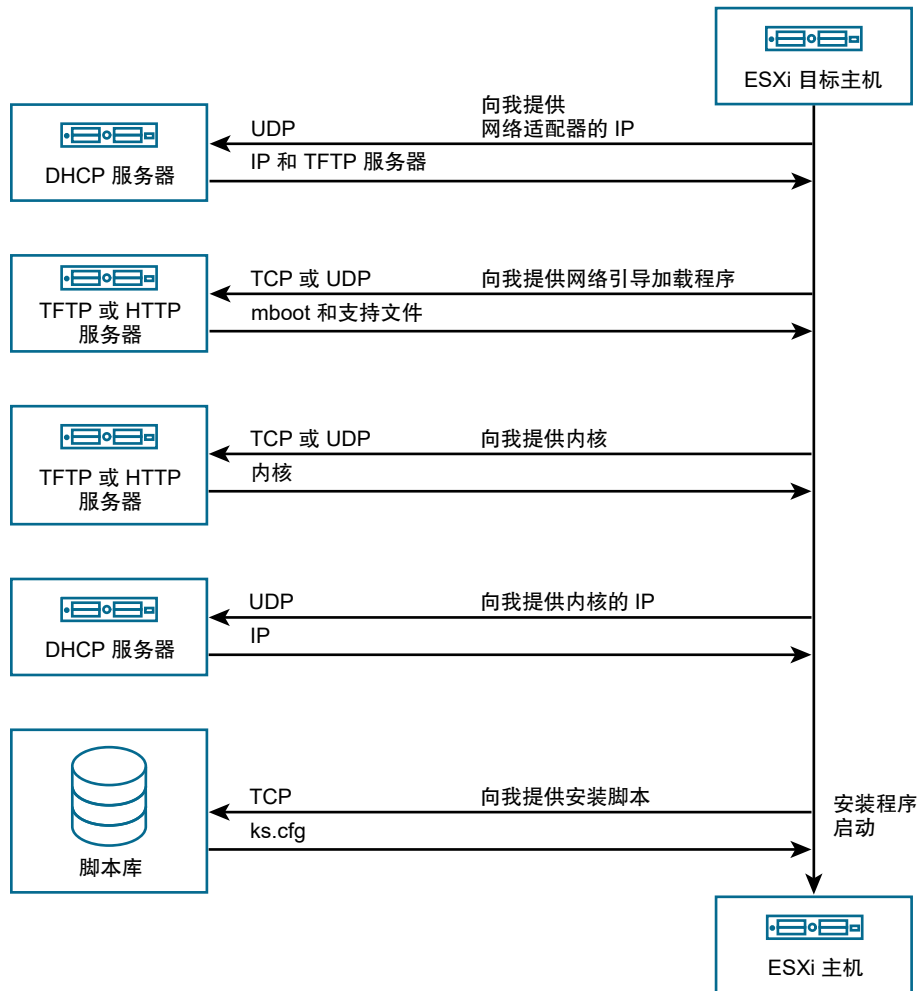 ESXi 目标主机
向我提供
网络适配器的 IP
UDP
IP 和 TFTP 服务器
DHCP 服务器
TCP 或 UDP
向我提供网络引导加载程序
mboot 和支持文件
TFTP 或 HTTP
服务器
TCP 或 UDP
向我提供内核
内核
TFTP 或 HTTP
服务器
UDP
向我提供内核的 IP
IP
DHCP 服务器
TCP
向我提供安装脚本
ks.cfg
脚本库
安装程序
启动
ESXi 主机